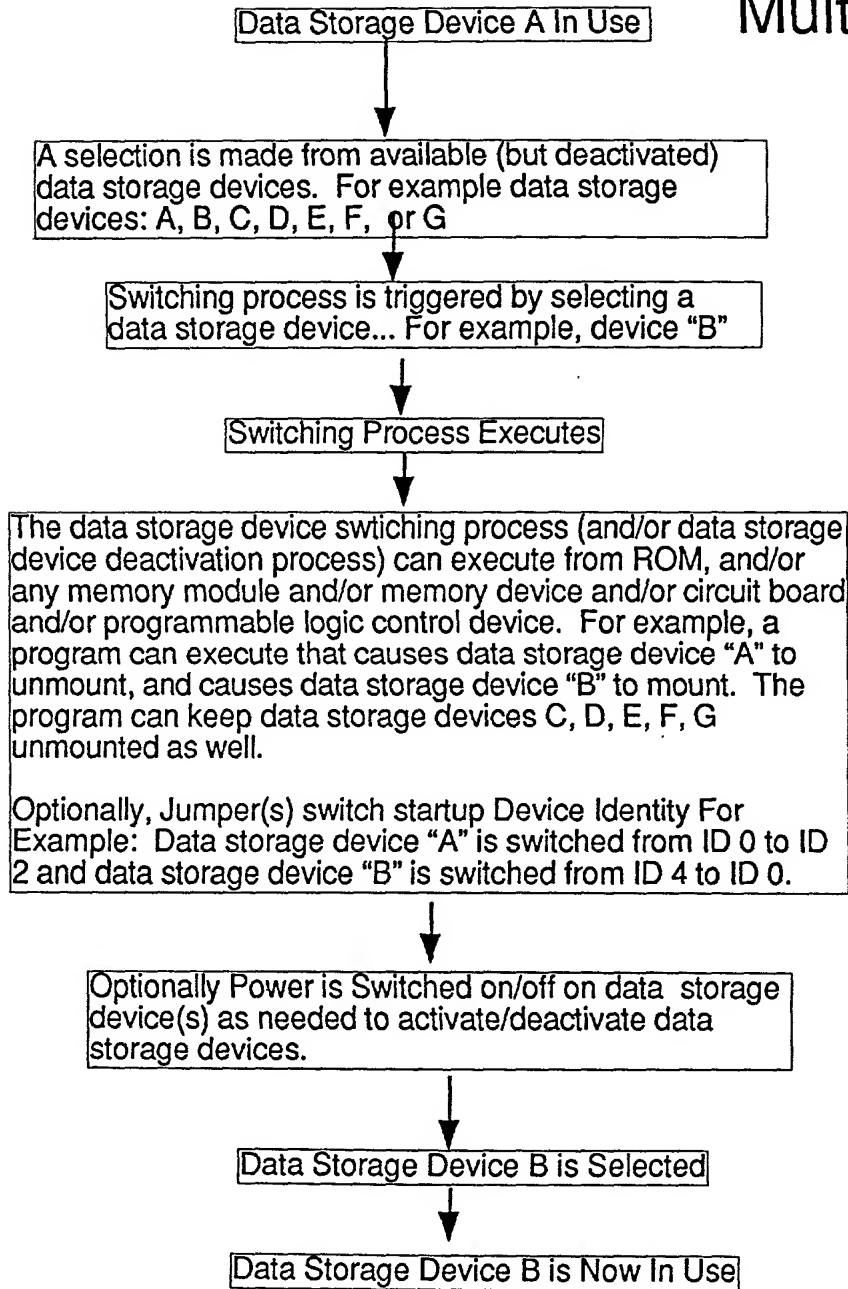 Mult
Data Storage Device A In Use
A selection is made from available (but deactivated)
data storage devices.  For example data storage
devices: A, B, C, D, E, F,  or G
Switching process is triggered by selecting a
data storage device... For example, device “B”
Switching Process Executes
The data storage device swtiching process (and/or data storage
device deactivation process) can execute from ROM, and/or
any memory module and/or memory device and/or circuit board
and/or programmable logic control device.  For example, a
program can execute that causes data storage device “A” to
unmount, and causes data storage device “B” to mount.  The
program can keep data storage devices C, D, E, F, G
unmounted as well.
Optionally, Jumper(s) switch startup Device Identity For
Example:  Data storage device “A” is switched from ID 0 to ID
2 and data storage device “B” is switched from ID 4 to ID 0.
Optionally Power is Switched on/off on data  storage
device(s) as needed to activate/deactivate data
storage devices.
Data Storage Device B is Selected
Data Storage Device B is Now In Use